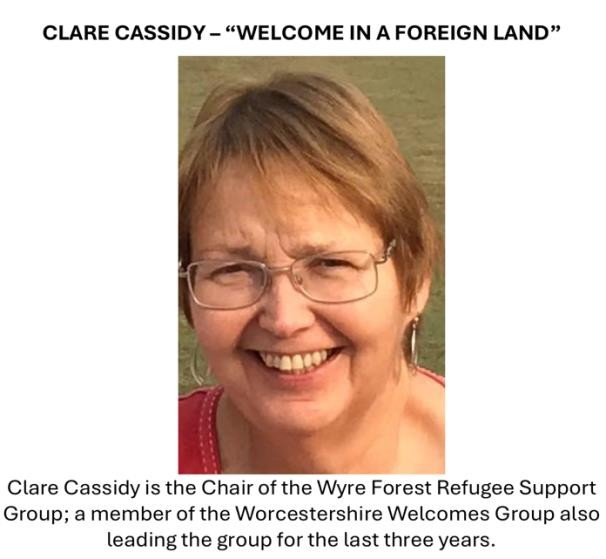 CLARE CASSIDY – “WELCOME IN A FOREIGN LAND”
Clare Cassidy is the Chair of the Wyre Forest Refugee Support
Group; a member of the Worcestershire Welcomes Group also
leading the group for the last three years.